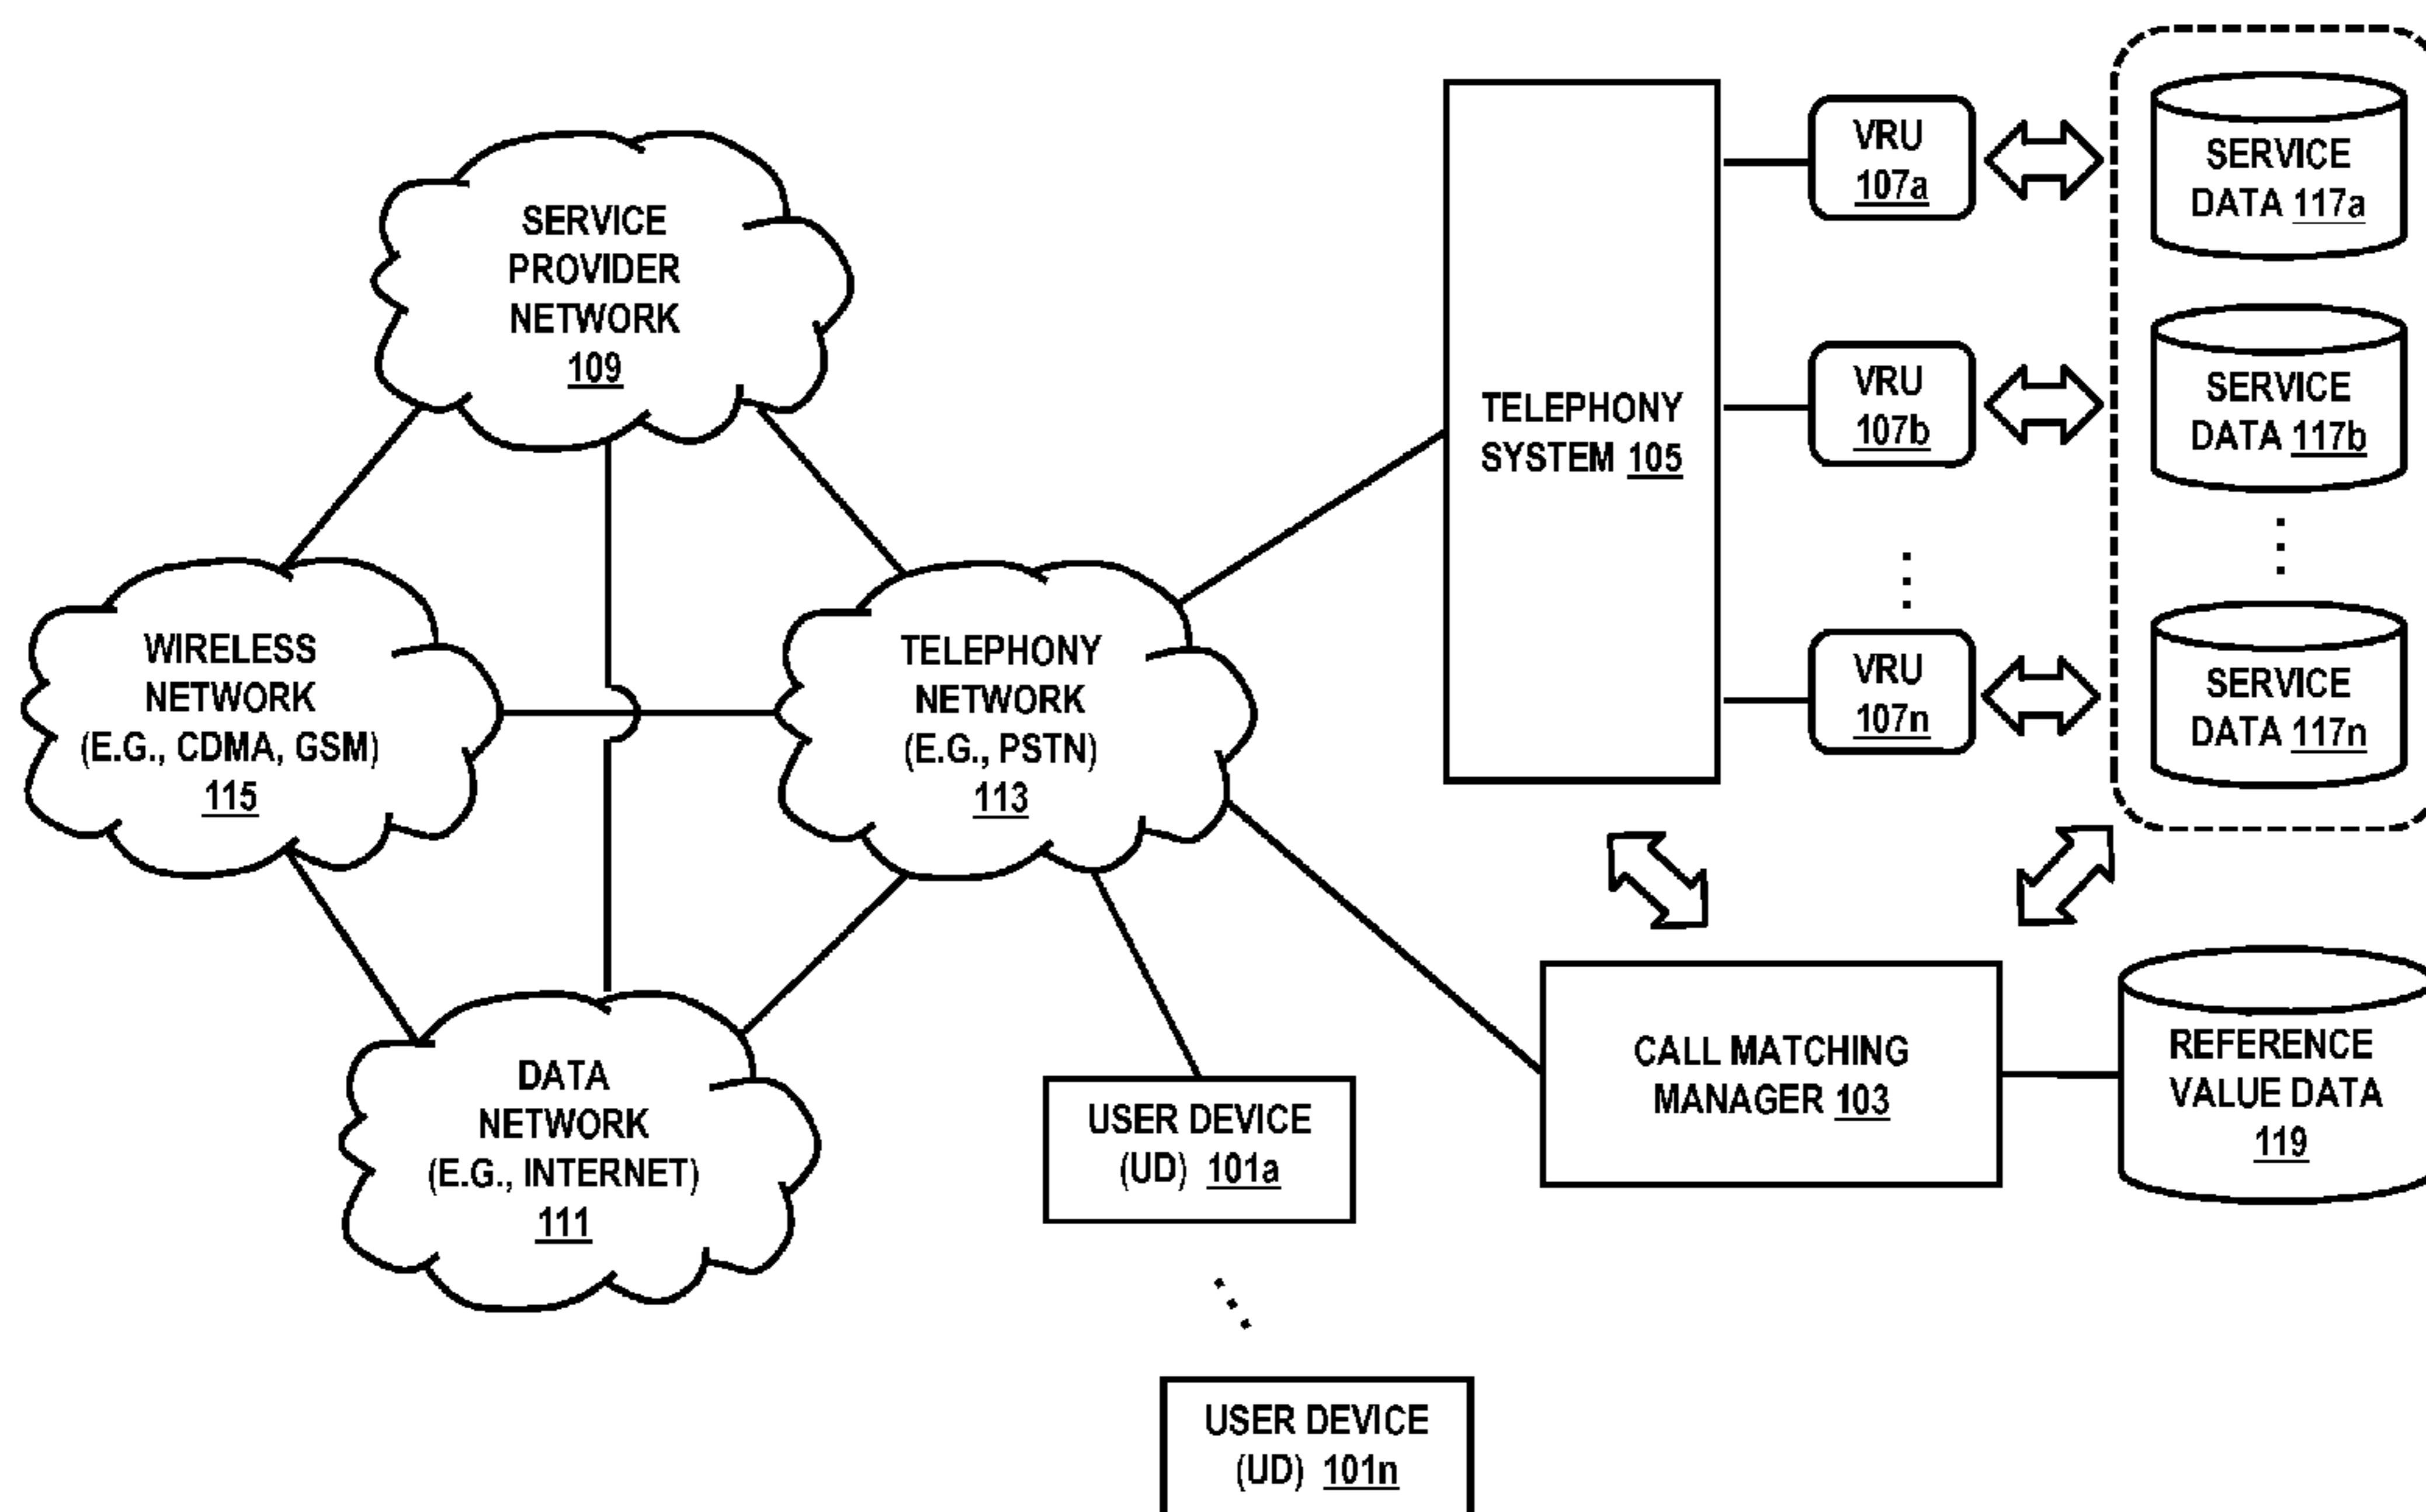 SERVICE
PROVIDER
NETWORK
109
WIRELESS
NETWORK
(E.G., CDMA, GSM)
115
TELEPHONY
NETWORK
(E.G., PSTN)
113
DATA
NETWORK
(E.G., INTERNET)
111
TELEPHONY
SYSTEM 105
VRU
107a
VRU
107b
VRU
107n
SERVICE
DATA 117a
SERVICE
DATA 117b
SERVICE
DATA 117n
CALL MATCHING
MANAGER 103
REFERENCE
VALUE DATA
119
USER DEVICE
(UD) 101a
USER DEVICE
(UD) 101n